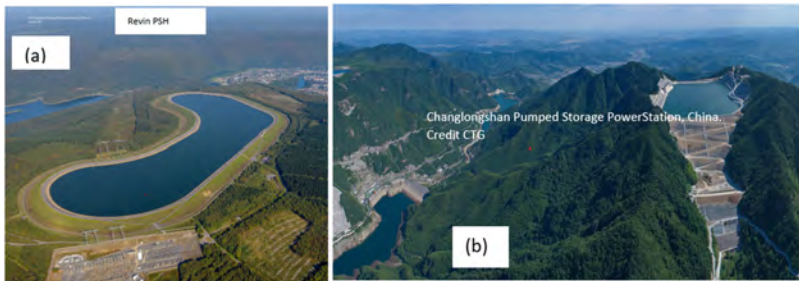 Revin PSH
(a)
Changlongshan Pumped Storage PowerStation, China.
Credit CTG
(b)